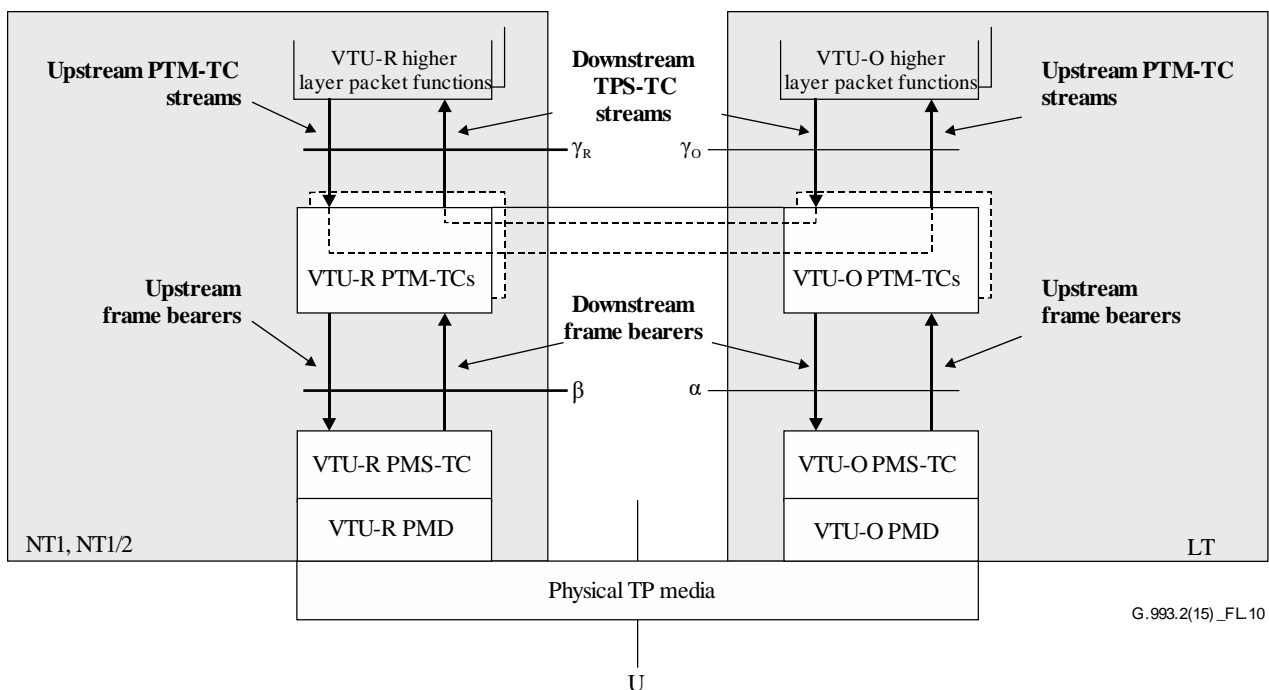 VTU-R higher
layer packet functions
Upstream PTM-TC
streams
Downstream
TPS-TC
streams
VTU-O higher
layer packet functions
Upstream PTM-TC
streams
γR
γO
VTU-R PTM-TCs
VTU-O PTM-TCs
Upstream
frame bearers
Downstream
frame bearers
Upstream
frame bearers
β
α
VTU-R PMS-TC
VTU-O PMS-TC
VTU-R PMD
VTU-O PMD
NT1, NT1/2
LT
Physical TP media
G.993.2(15)_FL.10
U